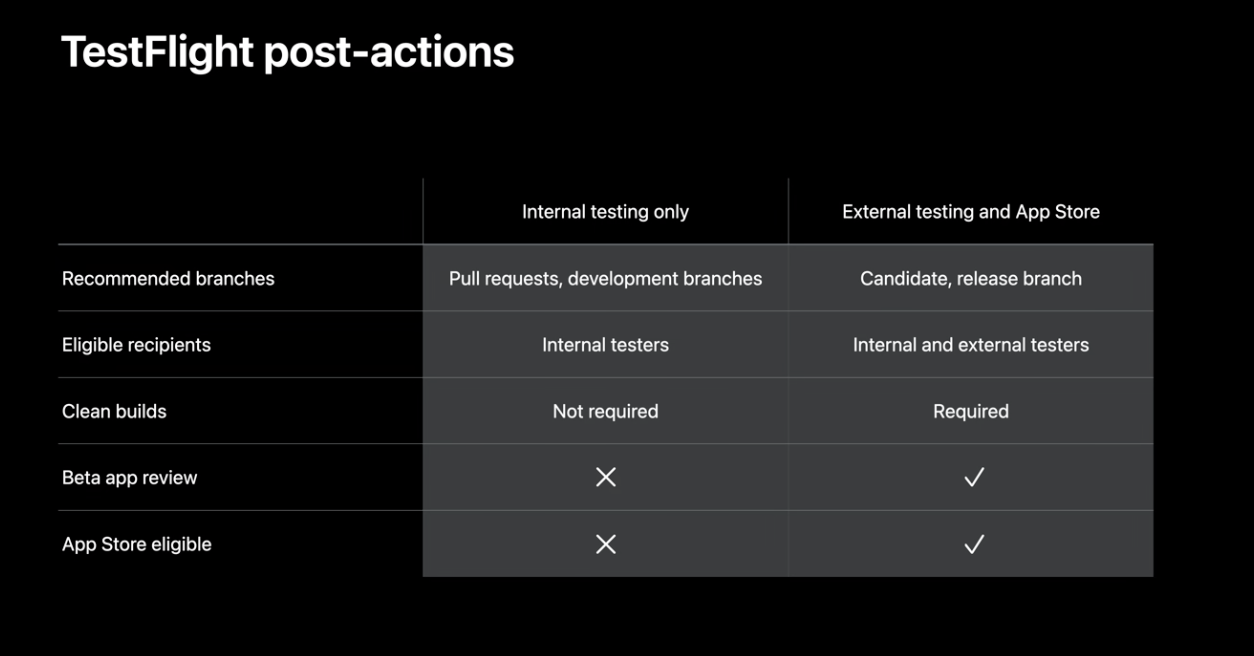 TestFlight post-actions
Internal testing only External testing and App Store
Recommended branches Pull requests, development branches Candidate, release branch
Eligible recipients Internal testers Internal and external testers
Clean builds Not required Required
Beta app review ✕ ✓
App Store eligible ✕ ✓